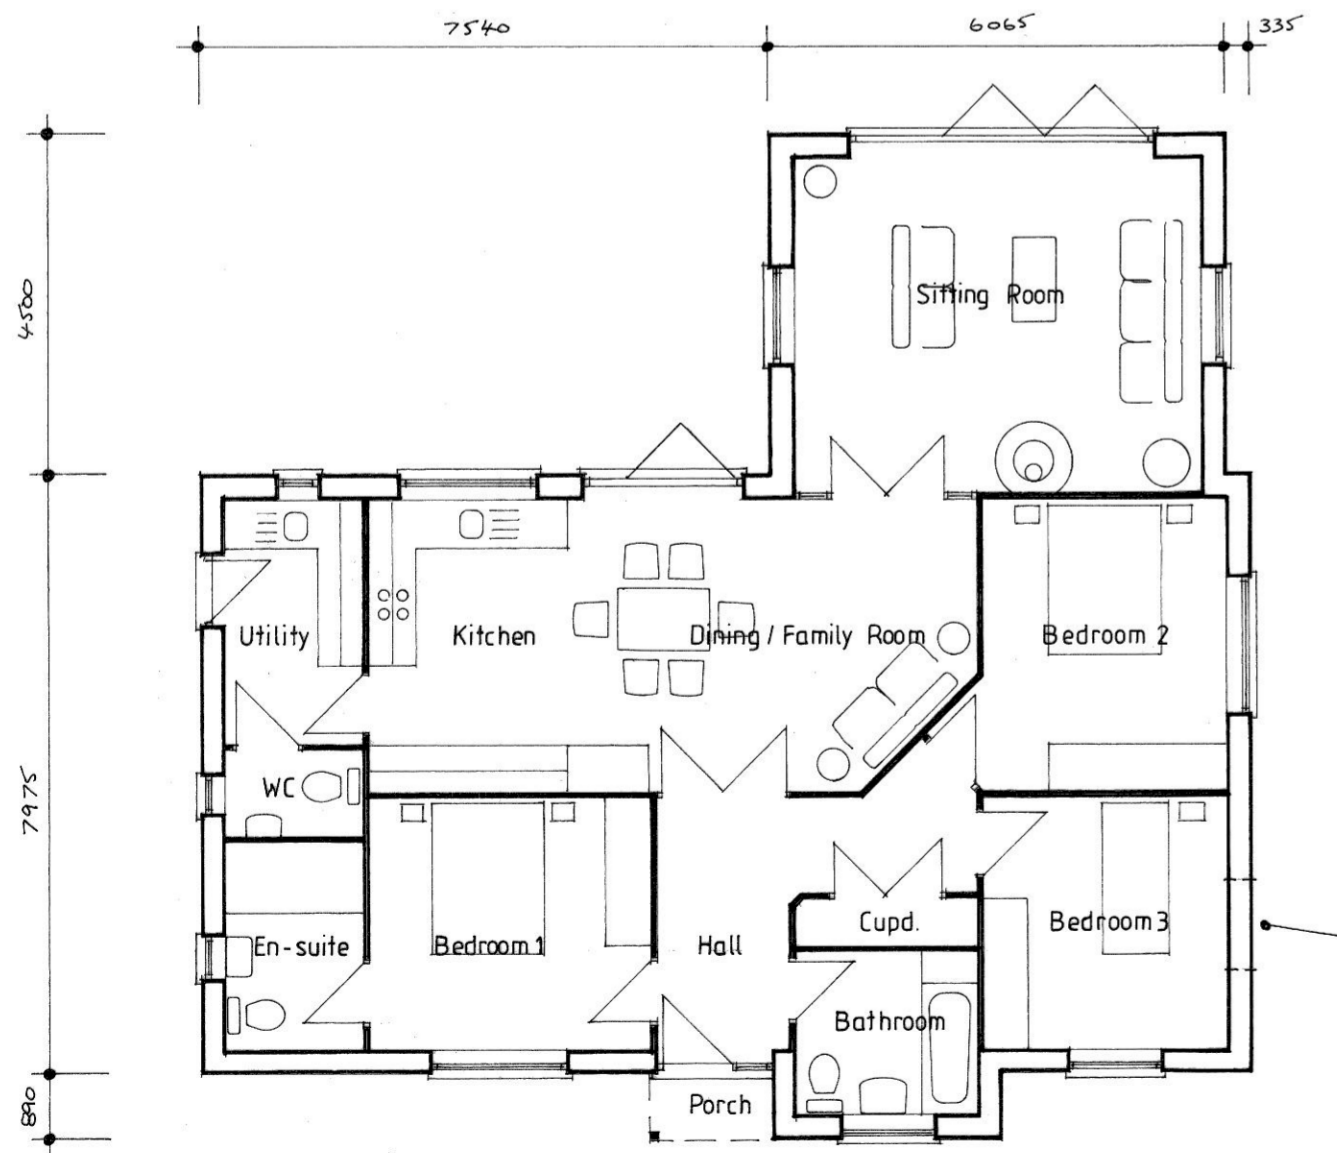 7540
6065
335
4500
Sitting Room
Utility
Kitchen
Dining / Family Room
Bedroom 2
7975
WC
En-suite
Bedroom 1
Hall
Cupd.
Bedroom 3
Bathroom
890
Porch